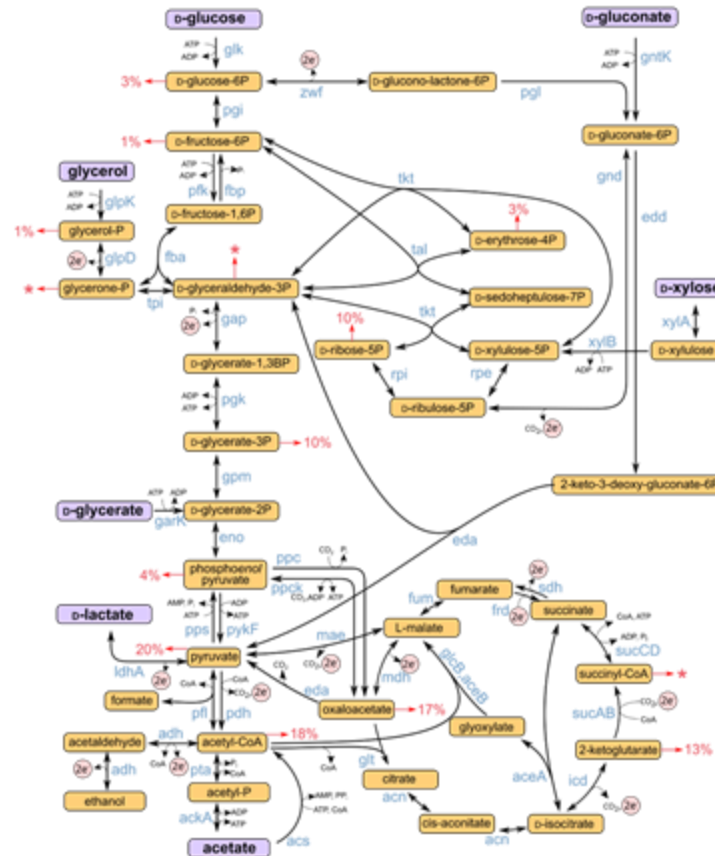 D-glucose
D-gluconate
ATP
ADP
glk
ATP
ADP
gntK
3%
D-glucose-6P
2e⁻
zwf
D-glucono-lactone-6P
pgl
pgi
D-gluconate-6P
1%
D-fructose-6P
glycerol
ATP
ADP
pfk
fbp
Pᵢ
tkt
gnd
edd
ATP
ADP
glpK
D-fructose-1,6P
3%
1%
glycerol-P
D-erythrose-4P
2e⁻
glpD
fba
*
tal
*
glycerone-P
tpi
D-glyceraldehyde-3P
D-sedoheptulose-7P
D-xylose
Pᵢ
2e⁻
gap
tkt
10%
xylA
D-ribose-5P
D-xylulose-5P
xylB
D-xylulose
D-glycerate-1,3BP
rpi
rpe
ADP
ATP
ADP
ATP
pgk
D-ribulose-5P
CO₂
2e⁻
D-glycerate-3P
10%
gpm
2-keto-3-deoxy-gluconate-6P
D-glycerate
ATP
ADP
garK
D-glycerate-2P
eno
eda
4%
phosphoenol
pyruvate
ppc
CO₂
Pᵢ
ppck
CO₂,ADP
ATP
fumarate
2e⁻
sdh
fum
frd
2e⁻
succinate
D-lactate
AMP, Pᵢ
ATP
pps
pykF
ADP
ATP
L-malate
CoA, ATP
ADP, Pᵢ
sucCD
20%
pyruvate
mae
CO₂
2e⁻
mdh
2e⁻
glcB,aceB
ldhA
2e⁻
CoA
CoA
CO₂
2e⁻
CO₂
succinyl-CoA
*
formate
pfl
pdh
eda
oxaloacetate
17%
glyoxylate
sucAB
CO₂
2e⁻
CoA
acetaldehyde
adh
acetyl-CoA
18%
2-ketoglutarate
13%
2e⁻
adh
CoA
2e⁻
pta
Pᵢ
CoA
CoA
glt
citrate
aceA
icd
CO₂
2e⁻
ethanol
acetyl-P
AMP, PPᵢ
ATP, CoA
acn
ackA
ADP
ATP
cis-aconitate
acn
D-isocitrate
acetate
acs